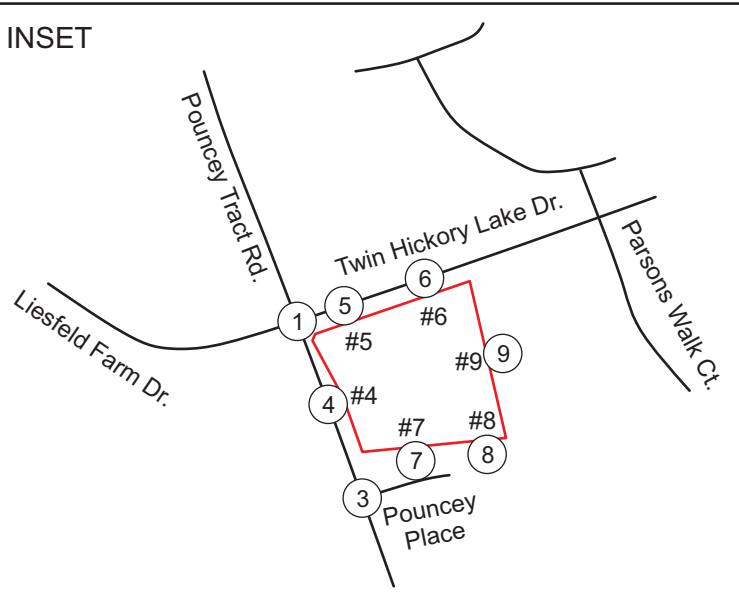 INSET
Pouncey Tract Rd.
Twin Hickory Lake Dr.
Parsons Walk Ct.
Liesfeld Farm Dr.
1
5
6
#5
#6
9
#9
4
#4
#7
#8
7
8
3
Pouncey
Place